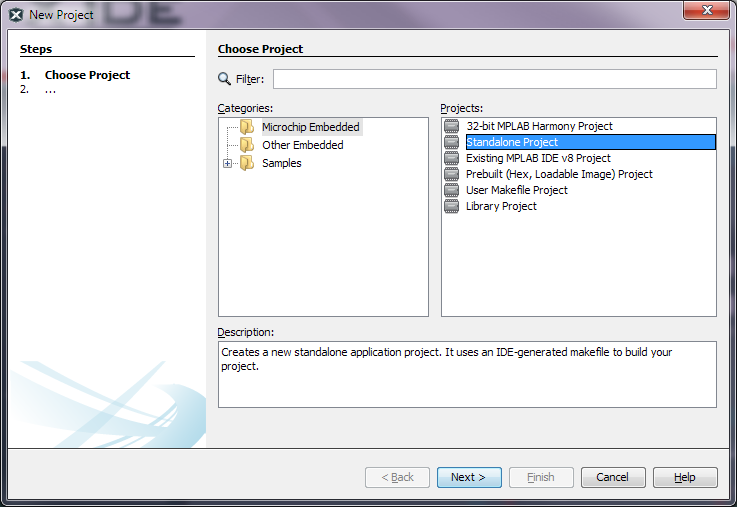 New Project
Steps
1. Choose Project
2. ...
Choose Project
Filter:
Categories:
Microchip Embedded
Other Embedded
Samples
Projects:
32-bit MPLAB Harmony Project
Standalone Project
Existing MPLAB IDE v8 Project
Prebuilt (Hex, Loadable Image) Project
User Makefile Project
Library Project
Description:
Creates a new standalone application project. It uses an IDE-generated makefile to build your
project.
< Back
Next >
Finish
Cancel
Help